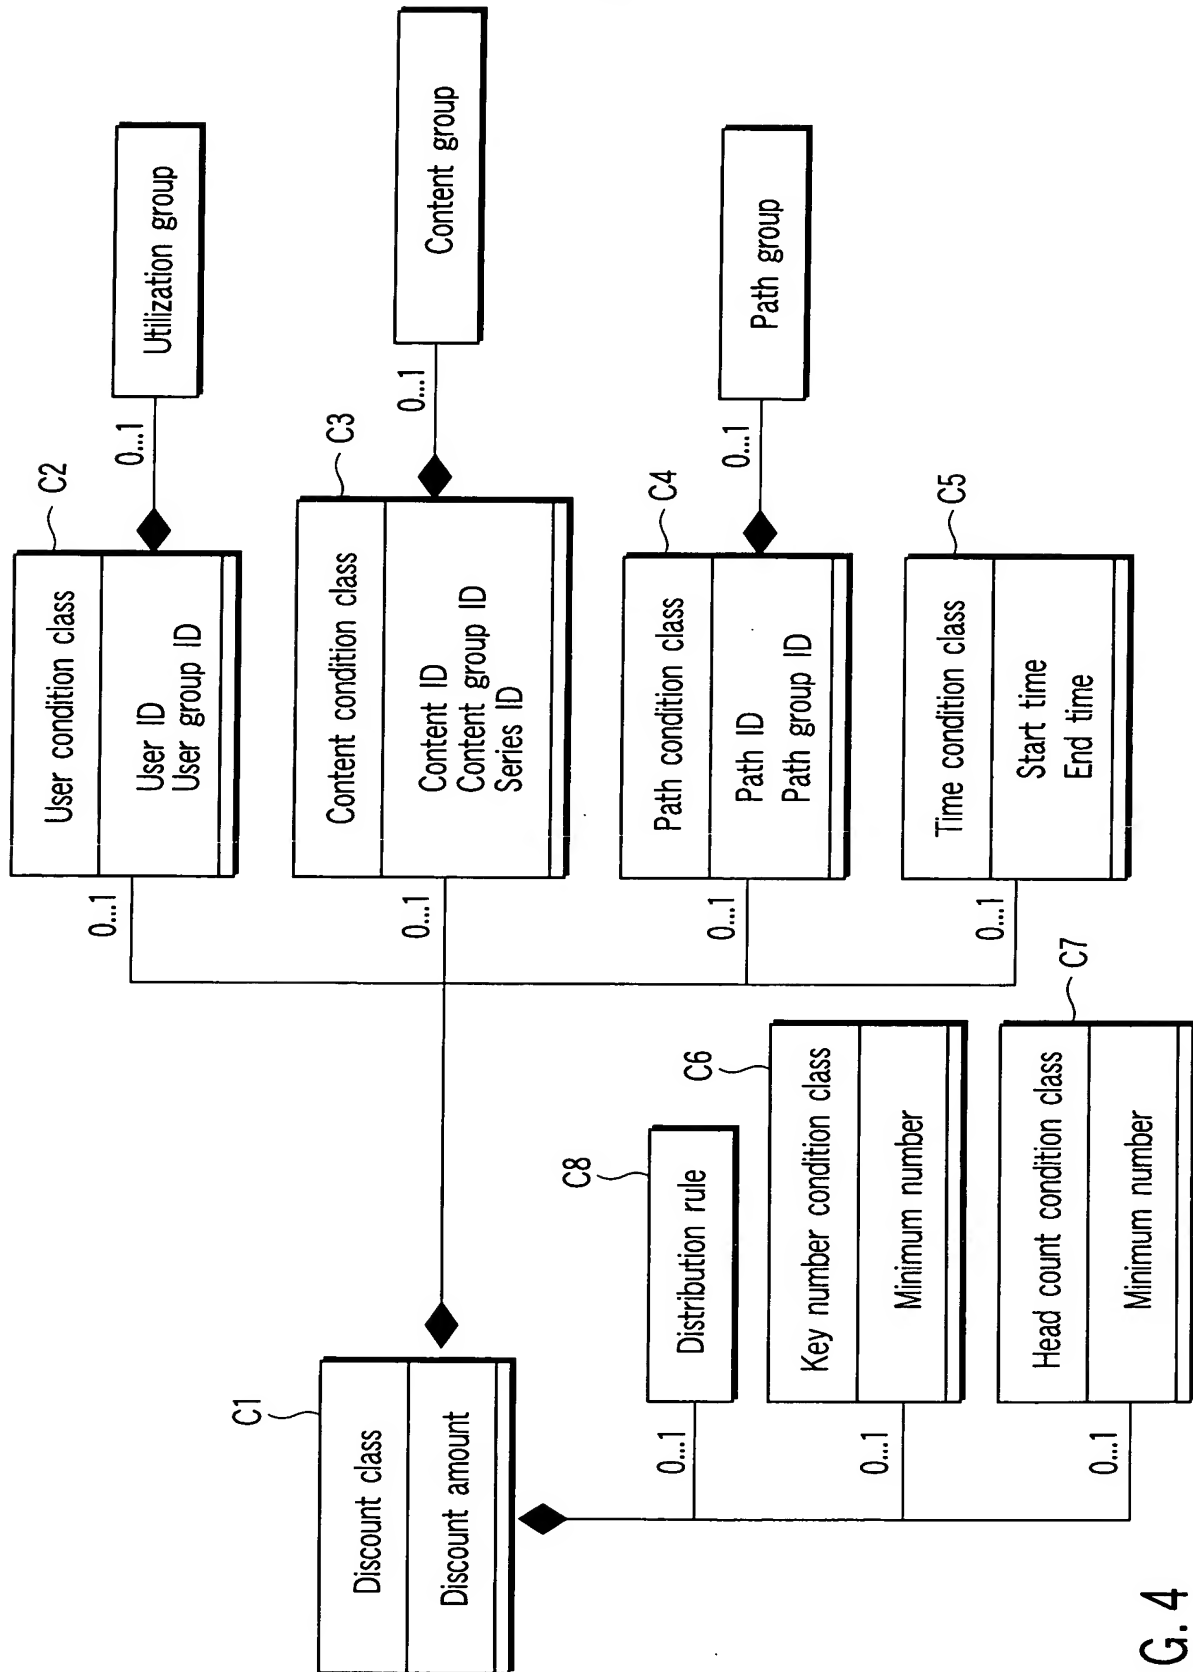 C1
Discount class
Discount amount
C2
User condition class
User ID
User group ID
0...1
0...1
Utilization group
C3
Content condition class
Content ID
Content group ID
Series ID
0...1
0...1
Content group
C4
Path condition class
Path ID
Path group ID
0...1
0...1
Path group
C5
Time condition class
Start time
End time
0...1
C8
Distribution rule
0...1
C6
Key number condition class
Minimum number
0...1
C7
Head count condition class
Minimum number
0...1
G. 4